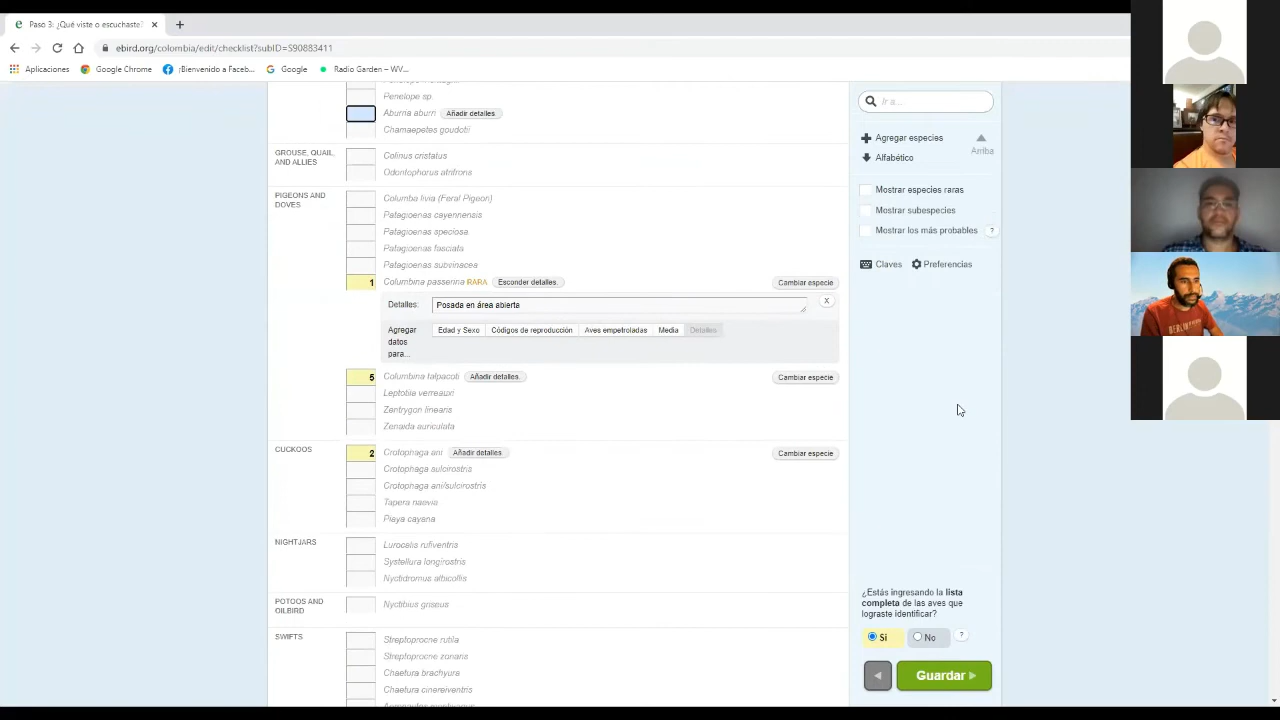 Paso 3: ¿Qué viste o escuchaste?
ebird.org/colombia/edit/checklist?subID=S90883411
Aplicaciones Google Chrome ¡Bienvenido a Faceb... Google Radio Garden – WV...
Penelope sp.
Aburria aburri Añadir detalles
Chamaepetes goudotii
GROUSE, QUAIL, AND ALLIES
Colinus cristatus
Odontophorus atrifrons
PIGEONS AND DOVES
Columba livia (Feral Pigeon)
Patagioenas cayennensis
Patagioenas speciosa
Patagioenas fasciata
Patagioenas subvinacea
1 Columbina passerina RARA Esconder detalles. Cambiar especie
Detalles: Posada en área abierta X
Agregar datos para... Edad y Sexo Códigos de reproducción Aves empetroladas Media Detalles
5 Columbina talpacoti Añadir detalles. Cambiar especie
Leptotila verreauxi
Zentrygon linearis
Zenaida auriculata
CUCKOOS
2 Crotophaga ani Añadir detalles. Cambiar especie
Crotophaga sulcirostris
Crotophaga ani/sulcirostris
Tapera naevia
Piaya cayana
NIGHTJARS
Lurocalis rufiventris
Systellura longirostris
Nyctidromus albicollis
POTOOS AND OILBIRD
Nyctibius griseus
SWIFTS
Streptoprocne rutila
Streptoprocne zonaris
Chaetura brachyura
Chaetura cinereiventris
Ir a...
Agregar especies
Arriba
Alfabético
Mostrar especies raras
Mostrar subespecies
Mostrar los más probables ?
Claves Preferencias
¿Estás ingresando la lista
completa de las aves que
lograste identificar?
Sí No ?
Guardar
BERLIN